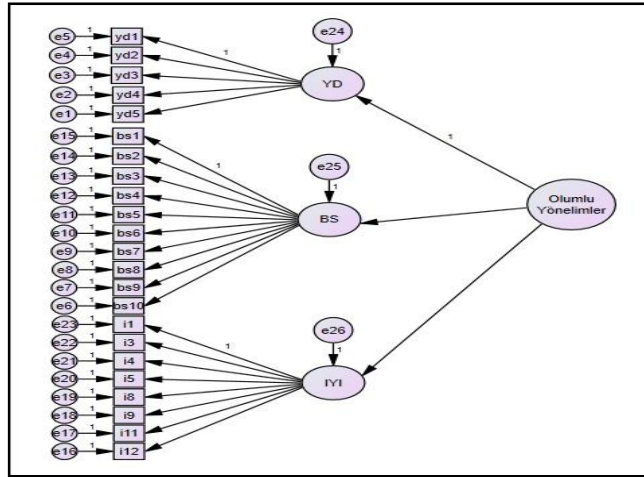 e5 1 yd1
e4 1 yd2
e3 1 yd3
e2 1 yd4
e1 1 yd5
e15 1 bs1
e14 1 bs2
e13 1 bs3
e12 1 bs4
e11 1 bs5
e10 1 bs6
e9 1 bs7
e8 1 bs8
e7 1 bs9
e6 1 bs10
e23 1 i1
e22 1 i3
e21 1 i4
e20 1 i5
e19 1 i8
e18 1 i9
e17 1 i11
e16 1 i12
1
e24
1
YD
1
e25
1
BS
1
e26
1
IYI
1
Olumlu
Yönelimler